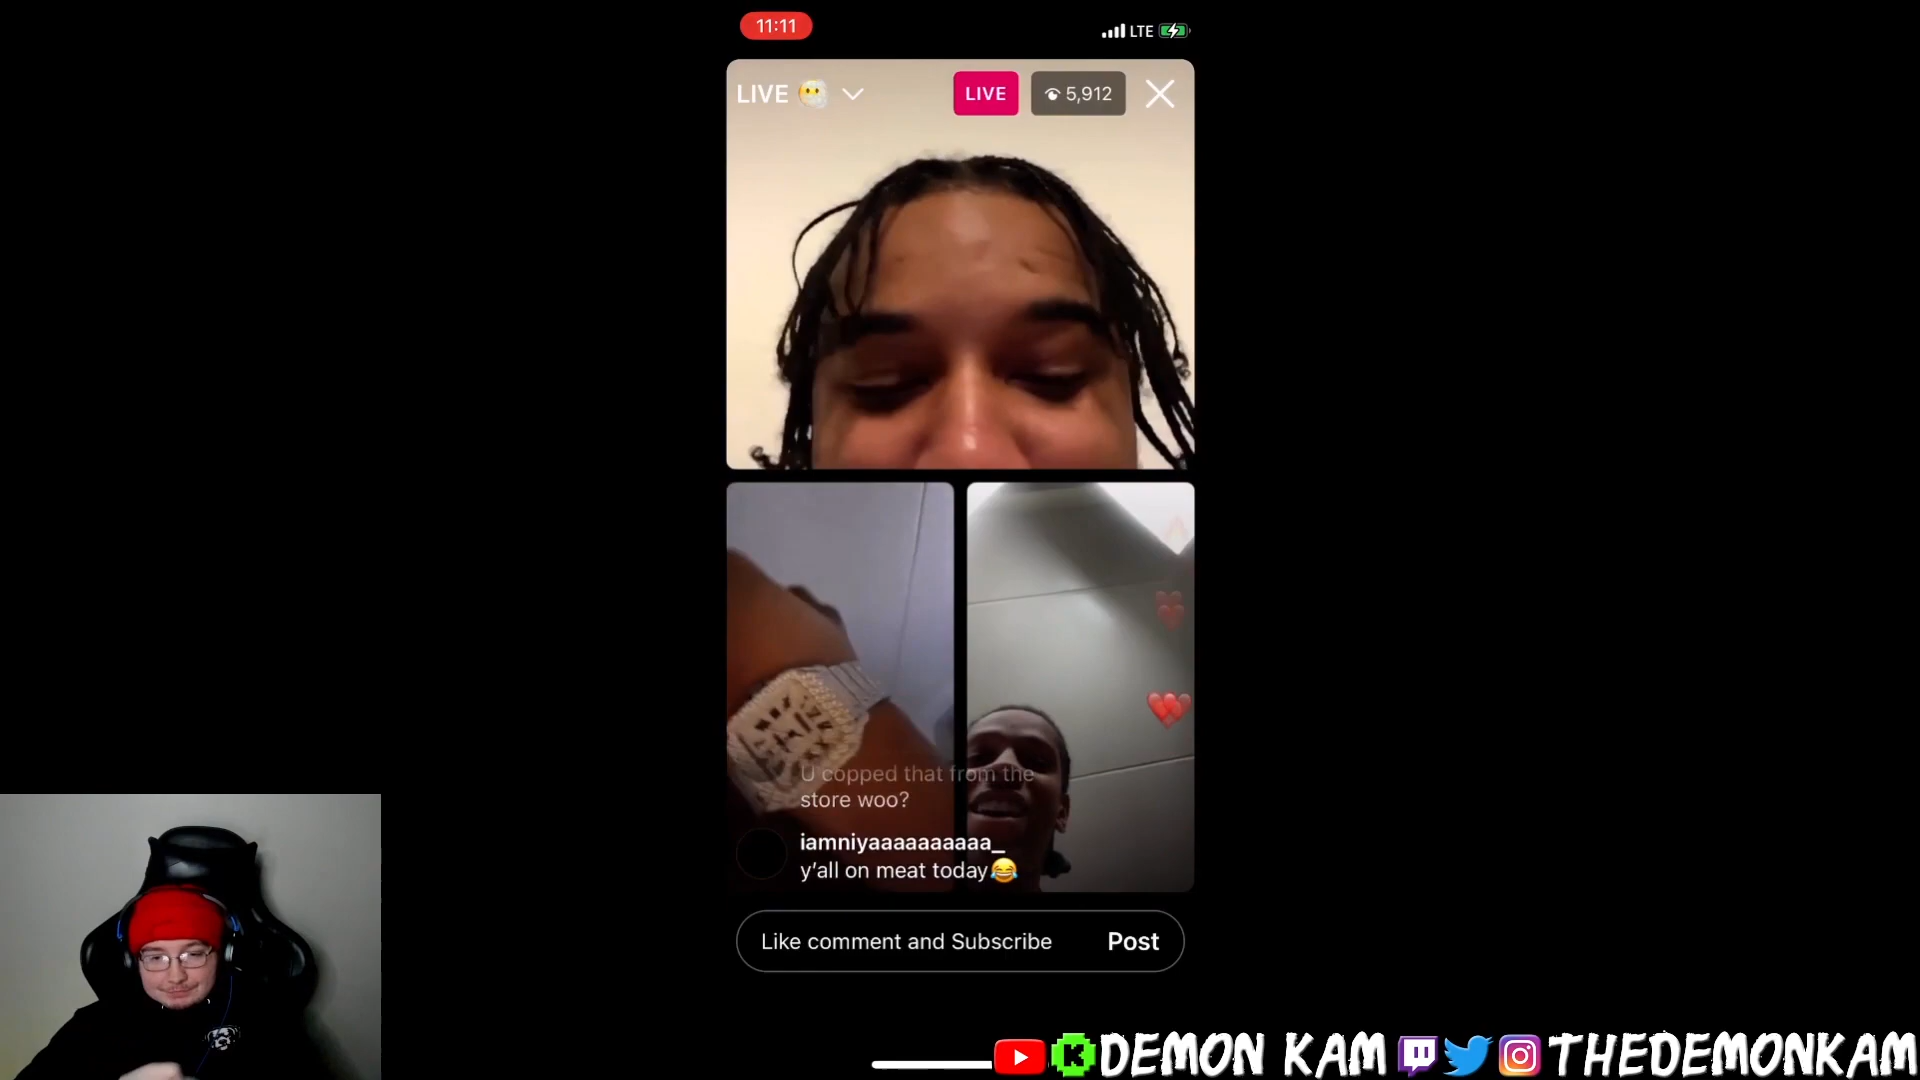 11:11
LTE
LIVE
LIVE
5,912
U copped that from the
store woo?
iamniyaaaaaaaaaa_
y'all on meat today😂
Like comment and Subscribe
Post
DEMON KAM
THEDEMONKAM